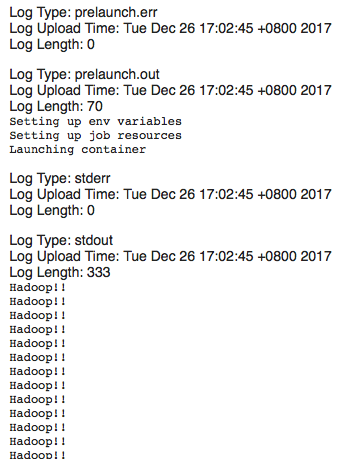 Log Type: prelaunch.err
Log Upload Time: Tue Dec 26 17:02:45 +0800 2017
Log Length: 0
Log Type: prelaunch.out
Log Upload Time: Tue Dec 26 17:02:45 +0800 2017
Log Length: 70
Setting up env variables
Setting up job resources
Launching container
Log Type: stderr
Log Upload Time: Tue Dec 26 17:02:45 +0800 2017
Log Length: 0
Log Type: stdout
Log Upload Time: Tue Dec 26 17:02:45 +0800 2017
Log Length: 333
Hadoop!!
Hadoop!!
Hadoop!!
Hadoop!!
Hadoop!!
Hadoop!!
Hadoop!!
Hadoop!!
Hadoop!!
Hadoop!!
Hadoop!!
Hadoop!!
Hadoop!!